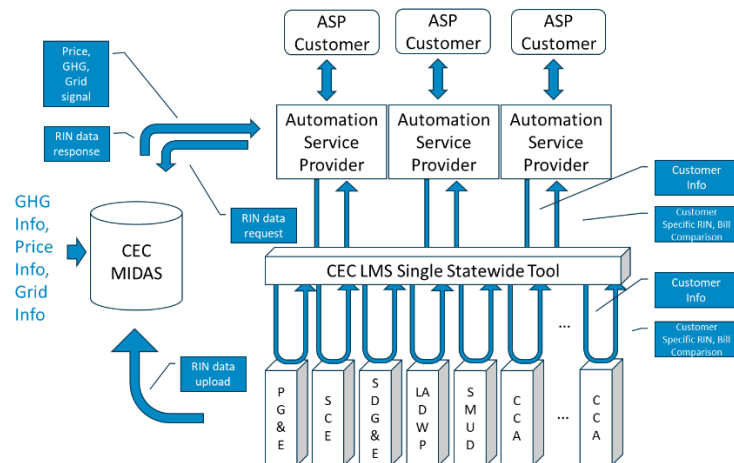 ASP
Customer
ASP
Customer
ASP
Customer
Price,
GHG,
Grid
signal
RIN data
response
Automation
Service
Provider
Automation
Service
Provider
Automation
Service
Provider
Customer
Info
Customer
Specific RIN, Bill
Comparison
RIN data
request
GHG
Info,
Price
Info,
Grid
Info
CEC
MIDAS
CEC LMS Single Statewide Tool
Customer
Info
...
Customer
Specific RIN, Bill
Comparison
RIN data
upload
P
G
&
E
S
C
E
S
D
G
&
E
LA
D
W
P
S
M
U
D
C
C
A
...
C
C
A